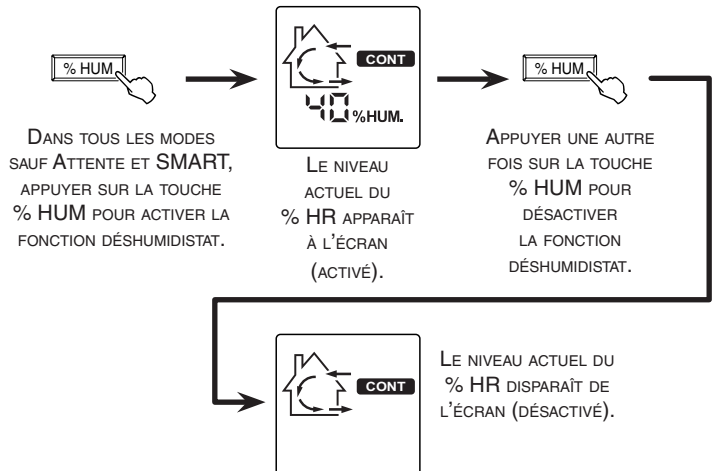 % HUM
DANS TOUS LES MODES
SAUF ATTENTE ET SMART,
APPUYER SUR LA TOUCHE
% HUM POUR ACTIVER LA
FONCTION DÉSHUMIDISTAT.
CONT
40 %HUM.
LE NIVEAU
ACTUEL DU
% HR APPARAÎT
À L'ÉCRAN
(ACTIVÉ).
% HUM
APPUYER UNE AUTRE
FOIS SUR LA TOUCHE
% HUM POUR
DÉSACTIVER
LA FONCTION
DÉSHUMIDISTAT.
CONT
LE NIVEAU ACTUEL DU
% HR DISPARAÎT DE
L'ÉCRAN (DÉSACTIVÉ).